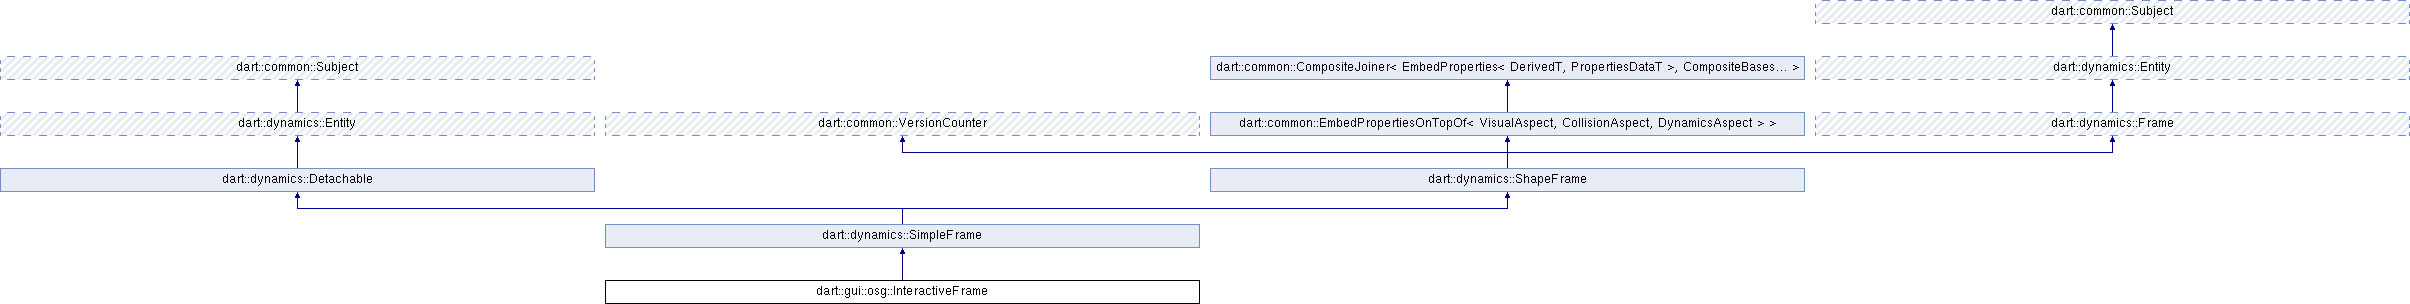 dart::common::Subject
dart::common::Subject
dart::common::CompositeJoiner< EmbedProperties< DerivedT, PropertiesDataT >, CompositeBases... >
dart::dynamics::Entity
dart::dynamics::Entity
dart::common::VersionCounter
dart::common::EmbedPropertiesOnTopOf< VisualAspect, CollisionAspect, DynamicsAspect > >
dart::dynamics::Frame
dart::dynamics::Detachable
dart::dynamics::ShapeFrame
dart::dynamics::SimpleFrame
dart::gui::osg::InteractiveFrame